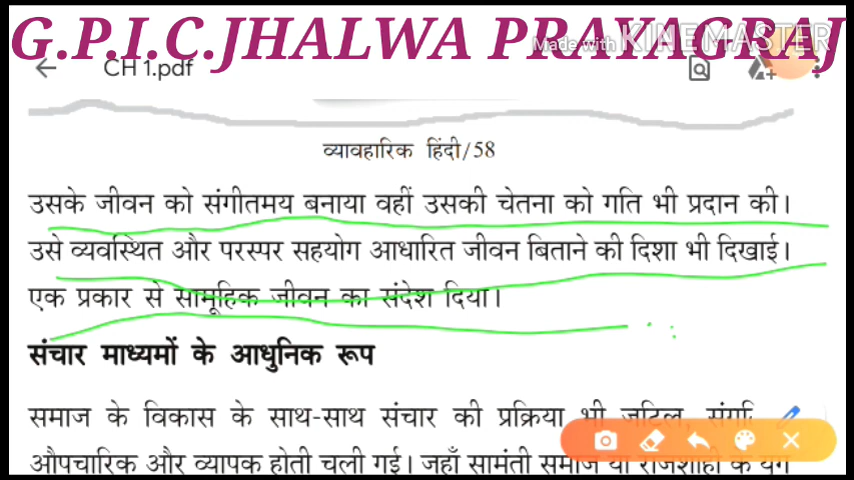 G.P.I.C.JHALWA PRAYAGRAJ
Made with KINEMASTER
CH 1.pdf
व्यावहारिक हिंदी/58
उसके जीवन को संगीतमय बनाया वहीं उसकी चेतना को गति भी प्रदान की।
उसे व्यवस्थित और परस्पर सहयोग आधारित जीवन बिताने की दिशा भी दिखाई।
एक प्रकार से सामूहिक जीवन का संदेश दिया।
संचार माध्यमों के आधुनिक रूप
समाज के विकास के साथ-साथ संचार की प्रक्रिया भी जटिल,
औपचारिक और व्यापक होती चली गई। जहाँ सामंती समाज या राजशाही के युग